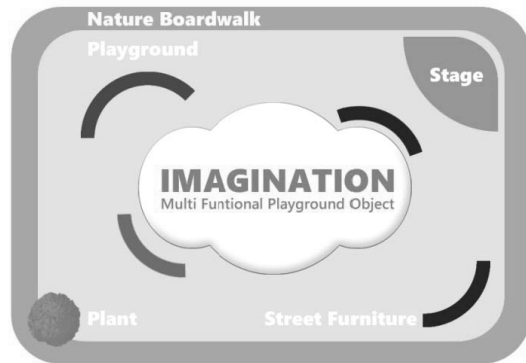 Nature Boardwalk
Playground
Stage
IMAGINATION
Multi Funtional Playground Object
Plant
Street Furniture